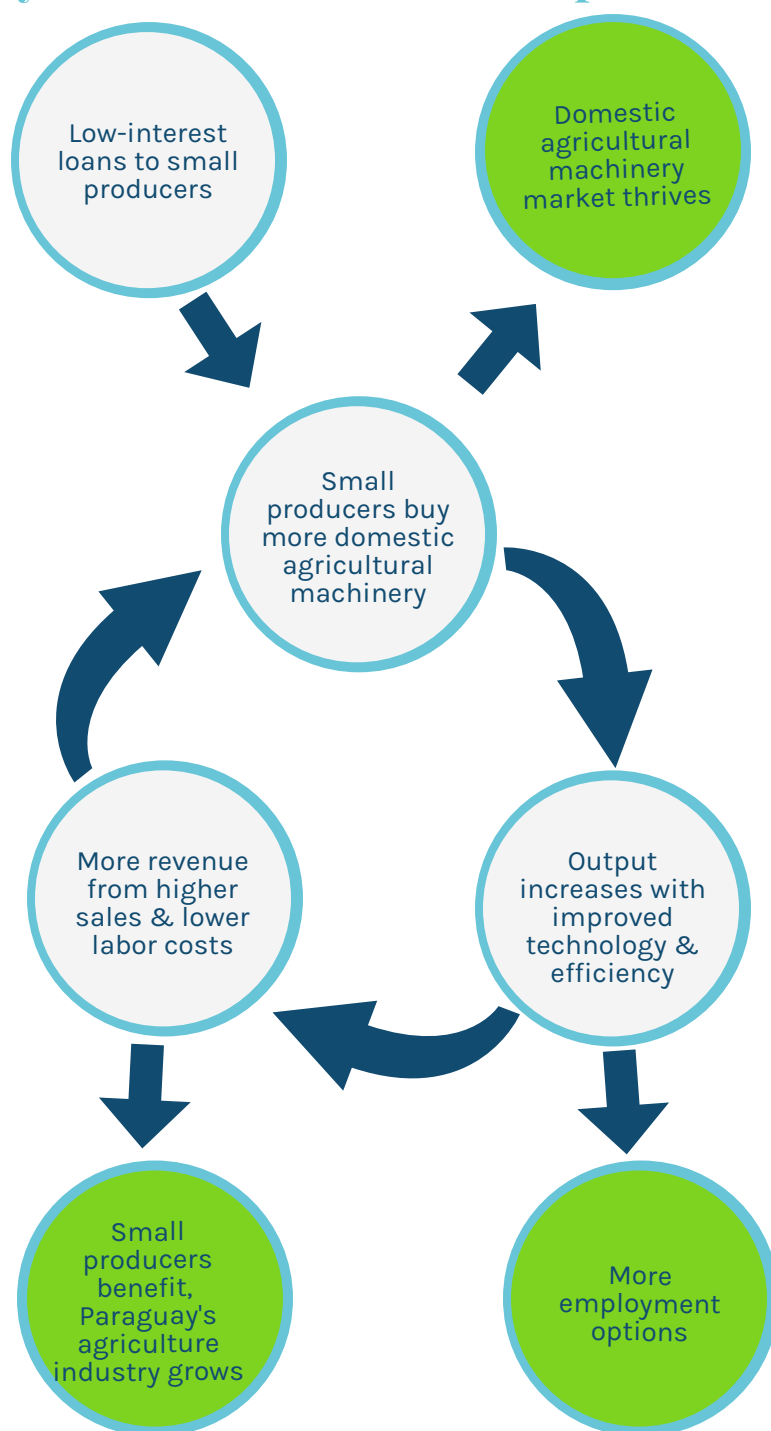 Low-interest
loans to small
producers
Domestic
agricultural
machinery
market thrives
Small
producers buy
more domestic
agricultural
machinery
More revenue
from higher
sales & lower
labor costs
Output
increases with
improved
technology &
efficiency
Small
producers
benefit,
Paraguay's
agriculture
industry grows
More
employment
options